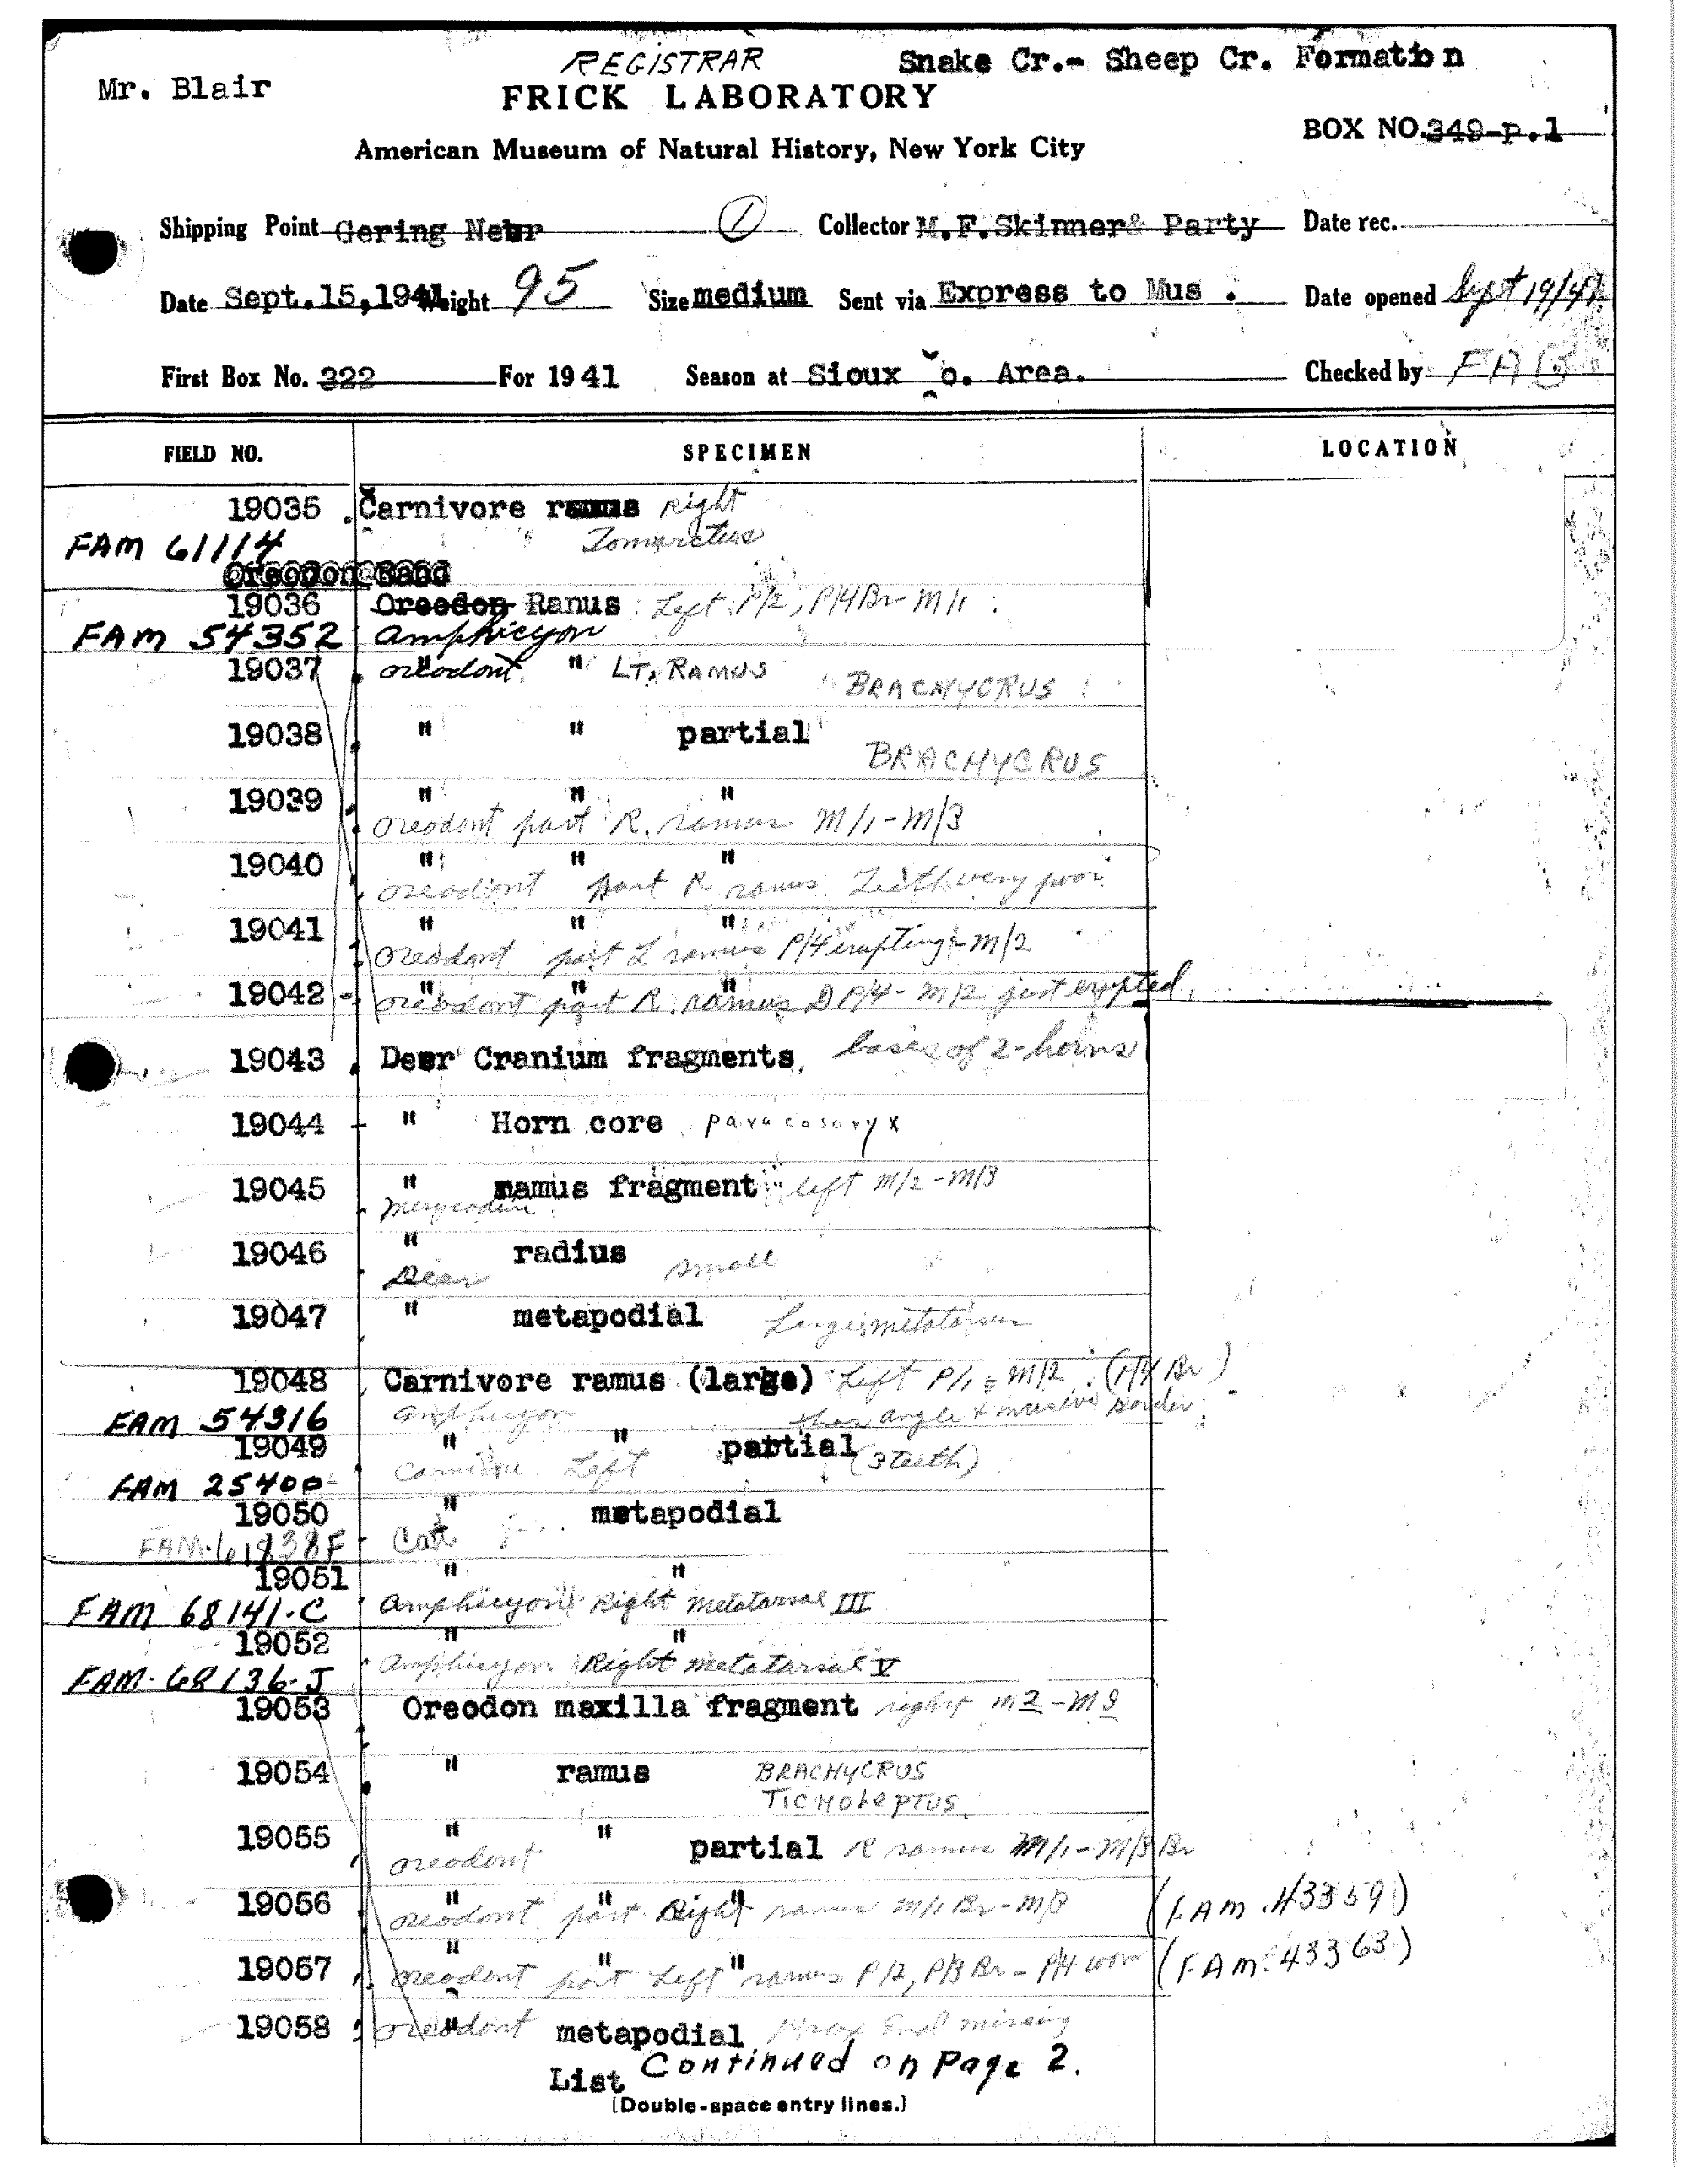 REGISTRAR
Snake Cr.- Sheep Cr. Formation
Mr. Blair
FRICK LABORATORY
BOX NO. 349-p.1
American Museum of Natural History, New York City
Shipping Point Gering Nebr ① Collector M.F.Skinner& Party Date rec.
Date Sept.15,1941 Weight 95 Size medium Sent via Express to Mus . Date opened Sept 19/41
First Box No. 322 For 1941 Season at Sioux Co. Area. Checked by
FIELD NO. SPECIMEN LOCATION
19035 Carnivore ramus Right
FAM 61114 Tomarctus
19036 Oreodon Ramus Left P/2, P/4Br-M/1
FAM 54352 Amphicyon
19037 oreodont " LT. RAMUS BRACHYCRUS
19038 " " partial
BRACHYCRUS
19039 " " "
oreodont part R. ramus M/1-M/3
19040 " " "
oreodont part R ramus Teeth very poor
19041 " " "
oreodont part L ramus P/4 erupting-M/2
19042 - " " "
oreodont part R. ramus DP/4-M/2 just erupted
19043 Deer Cranium fragments, bases of 2-horns
19044 - " Horn core paracosoryx
19045 " ramus fragment left M/2-M/3
Merycodine
19046 " radius small
Deer
19047 " metapodial Large metatarsus
19048 Carnivore ramus (large) Left P/1-M/2 (P/4 Br)
FAM 54316 Amphicyon angle & border
19049 " " partial (3 teeth)
FAM 25400 Carnivore Left
19050 " metapodial
FAM. 61938F Cat
19051 " "
FAM 68141-C Amphicyon Right metatarsal III
19052 " "
FAM. 68136-J Amphicyon Right metatarsal V
19053 Oreodon maxilla fragment right M2-M3
19054 " ramus BRACHYCRUS
TICHOLEPTUS
19055 " " partial R ramus M/1-M/3 Br
oreodont
19056 " " "
oreodont part Right ramus M/1 Br-M/3 (FAM.43359)
19057 " " "
oreodont part Left ramus P/2, P/3 Br-P/4 worn (FAM.43363)
19058 oreodont " metapodial Prox End missing
List Continued on Page 2.
(Double-space entry lines.)